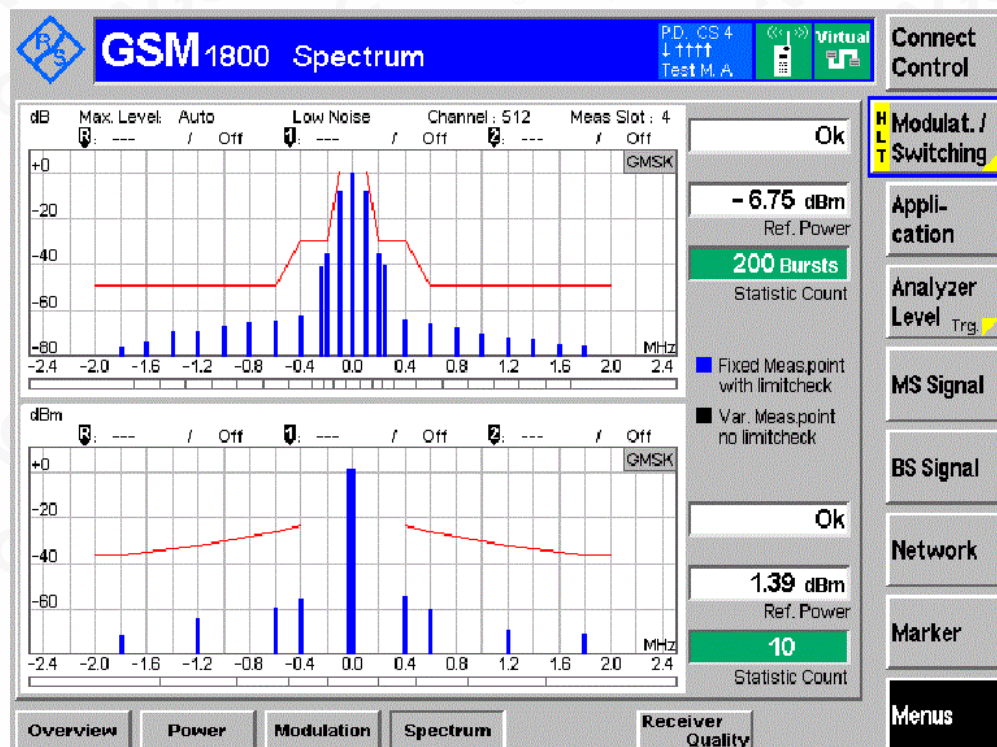 R/S
GSM 1800 Spectrum
P.D. CS 4
↓ ↑↑↑↑
Test M. A.
Virtual
Connect Control
dB Max. Level: Auto Low Noise Channel : 512 Meas Slot : 4
R: --- / Off 1: --- / Off 2: --- / Off
GMSK
+0
-20
-40
-60
-80
MHz
-2.4 -2.0 -1.6 -1.2 -0.8 -0.4 0.0 0.4 0.8 1.2 1.6 2.0 2.4
Ok
- 6.75 dBm
Ref. Power
200 Bursts
Statistic Count
Fixed Meas.point
with limitcheck
Var. Meas.point
no limitcheck
dBm
R: --- / Off 1: --- / Off 2: --- / Off
GMSK
+0
-20
-40
-60
MHz
-2.4 -2.0 -1.6 -1.2 -0.8 -0.4 0.0 0.4 0.8 1.2 1.6 2.0 2.4
Ok
1.39 dBm
Ref. Power
10
Statistic Count
HLT
Modulat. /
Switching
Appli-
cation
Analyzer
Level Trg.
MS Signal
BS Signal
Network
Marker
Menus
Overview Power Modulation Spectrum Receiver
Quality